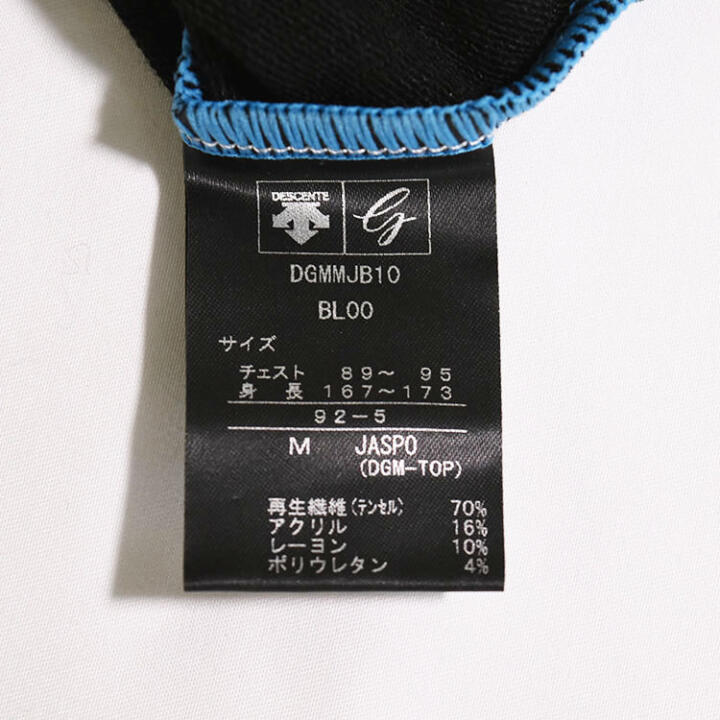 DESCENTE
DGMMJB10
BL00
サイズ
チェスト 89〜 95
身 長 167〜173
92−5
M JASPO
(DGM-TOP)
再生繊維(ﾃﾝｾﾙ) 70%
アクリル 16%
レーヨン 10%
ポリウレタン 4%